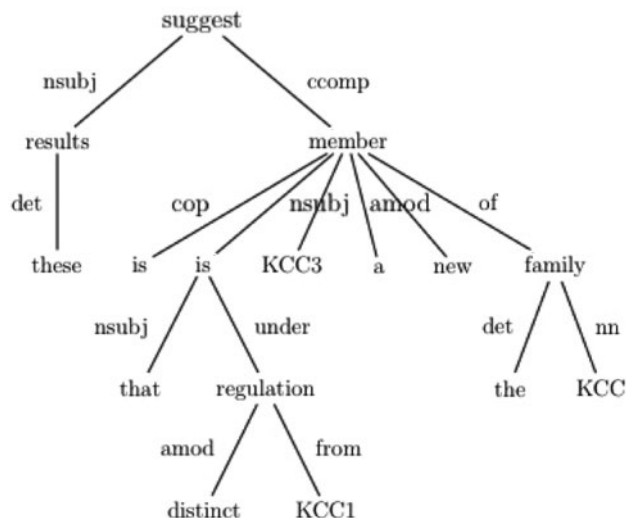 suggest
nsubj ccomp
results member
det cop nsubj amod of
these is is KCC3 a new family
nsubj under det nn
that regulation the KCC
amod from
distinct KCC1